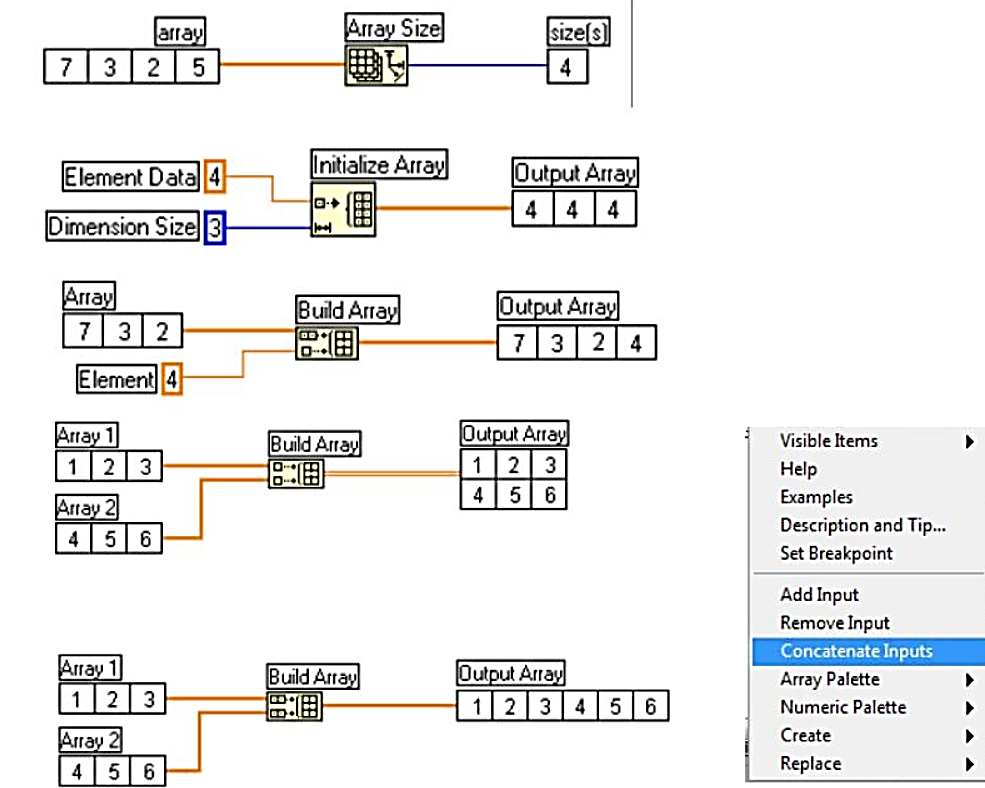 array
Array Size
size(s)
7 3 2 5
4
Element Data 4
Initialize Array
Output Array
Dimension Size 3
4 4 4
Array
Build Array
Output Array
7 3 2
7 3 2 4
Element 4
Array 1
Build Array
Output Array
1 2 3
1 2 3
4 5 6
Array 2
4 5 6
Array 1
Build Array
Output Array
1 2 3
1 2 3 4 5 6
Array 2
4 5 6
Visible Items
Help
Examples
Description and Tip...
Set Breakpoint
Add Input
Remove Input
Concatenate Inputs
Array Palette
Numeric Palette
Create
Replace